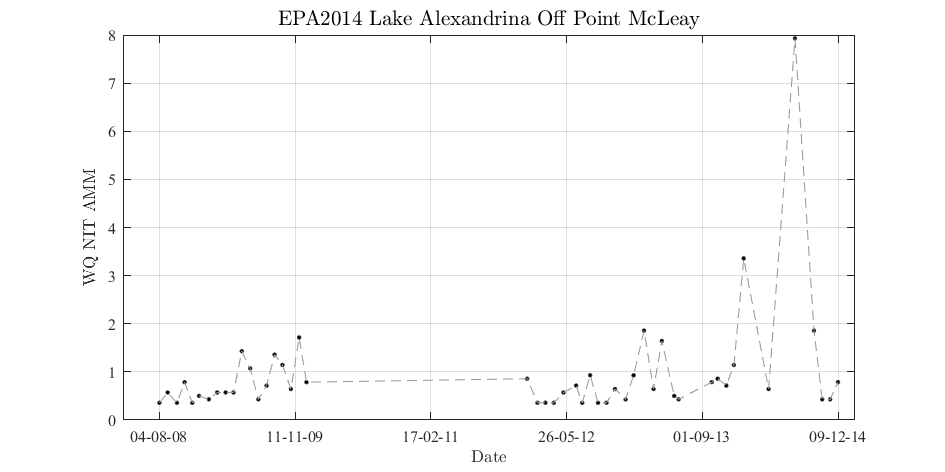 EPA2014 Lake Alexandrina Off Point McLeay
8
7
6
5
4
3
2
1
0
WQ NIT AMM
04-08-08 11-11-09 17-02-11 26-05-12 01-09-13 09-12-14
Date